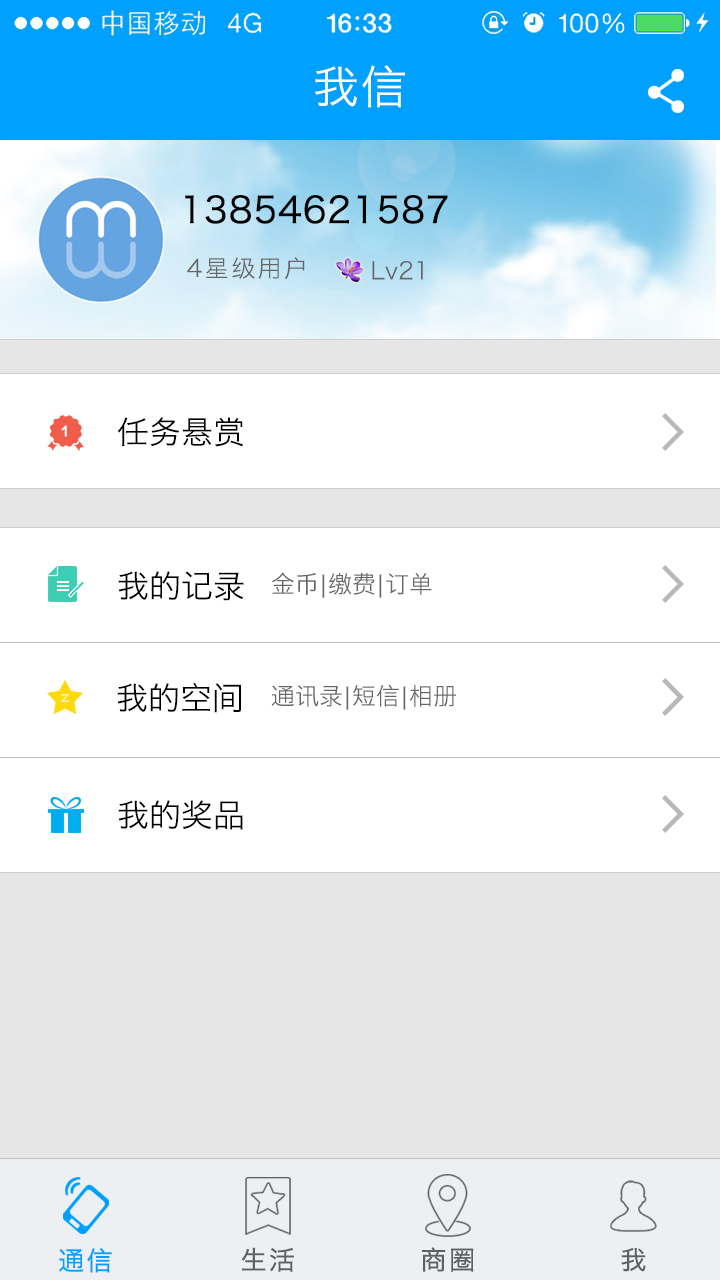 中国移动 4G 16:33 100%
我信
13854621587
4星级用户 Lv21
1 任务悬赏
我的记录 金币|缴费|订单
z 我的空间 通讯录|短信|相册
我的奖品
通信 生活 商圈 我